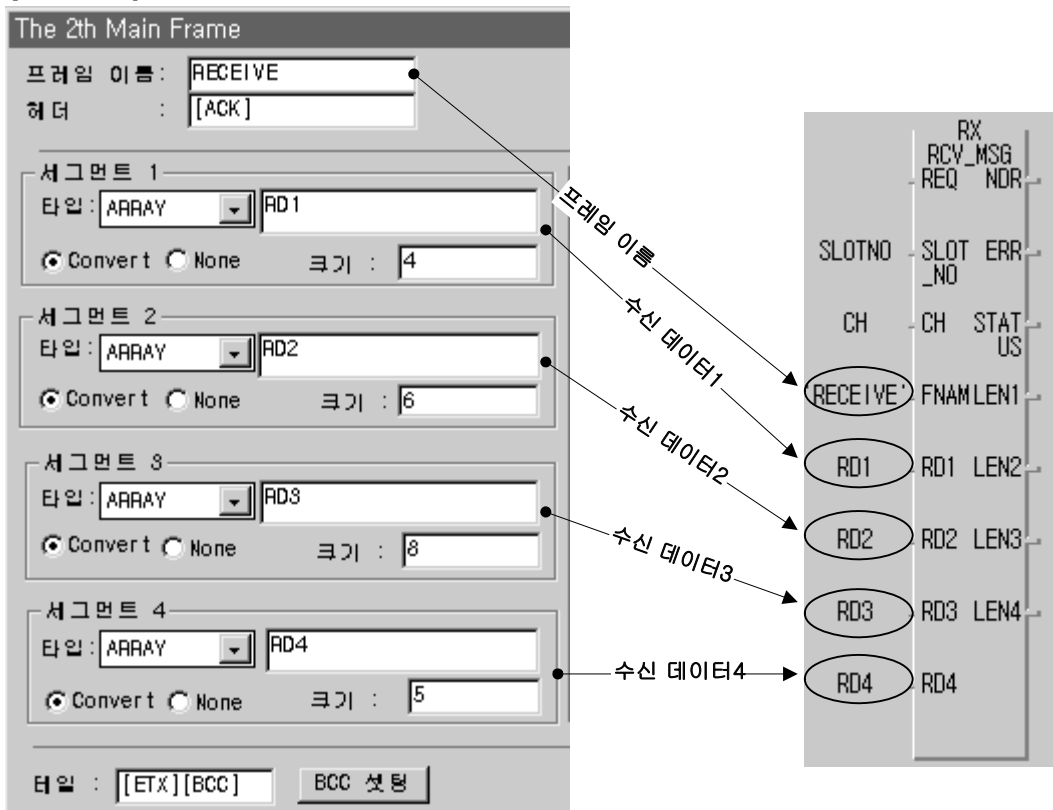 The 2th Main Frame
프레임 이름: RECEIVE
헤더 : [ACK]
세그먼트 1
타입: ARRAY RD1
Convert None 크기 : 4
세그먼트 2
타입: ARRAY RD2
Convert None 크기 : 6
세그먼트 3
타입: ARRAY RD3
Convert None 크기 : 8
세그먼트 4
타입: ARRAY RD4
Convert None 크기 : 5
테일 : [ETX][BCC] BCC 셋팅
프레임 이름
수신 데이터1
수신 데이터2
수신 데이터3
수신 데이터4
RX
RCV_MSG
REQ NDR
SLOTNO SLOT ERR
_NO
CH CH STAT
US
'RECEIVE' FNAM LEN1
RD1 RD1 LEN2
RD2 RD2 LEN3
RD3 RD3 LEN4
RD4 RD4